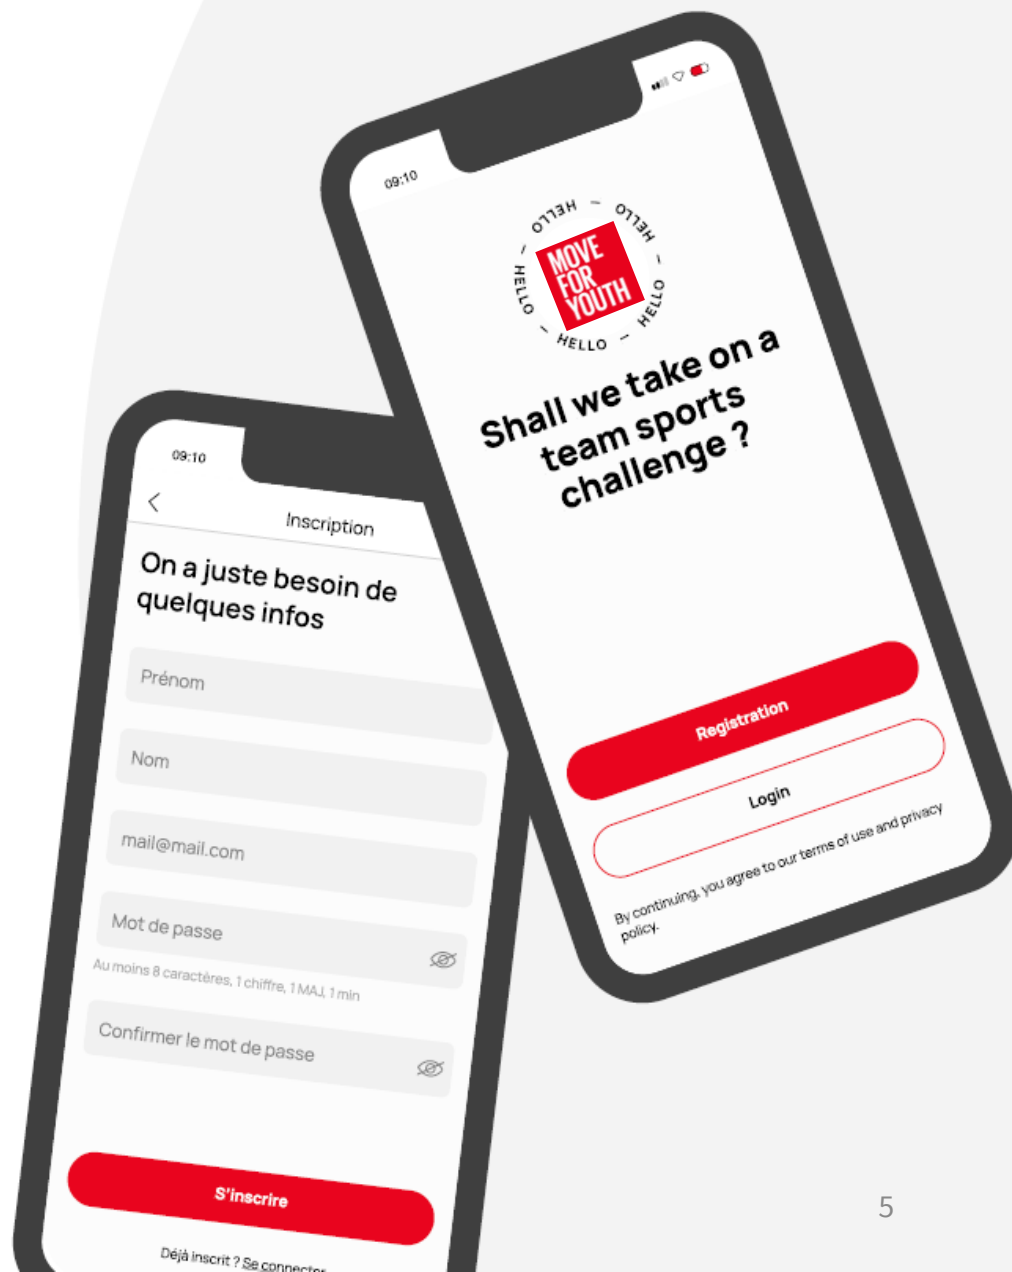 09:10
HELLO — HELLO — HELLO — HELLO — HELLO —
MOVE
FOR
YOUTH
Shall we take on a
team sports
challenge ?
Registration
Login
By continuing, you agree to our terms of use and privacy
policy.
09:10
Inscription
On a juste besoin de
quelques infos
Prénom
Nom
mail@mail.com
Mot de passe
Au moins 8 caractères, 1 chiffre, 1 MAJ, 1 min
Confirmer le mot de passe
S'inscrire
Déjà inscrit ? Se connecter
5